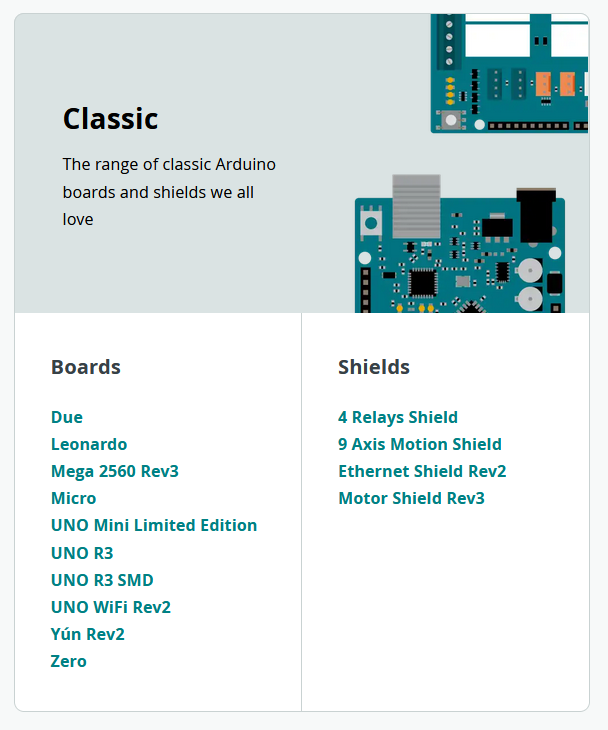 Classic
The range of classic Arduino
boards and shields we all
love
Boards
Due
Leonardo
Mega 2560 Rev3
Micro
UNO Mini Limited Edition
UNO R3
UNO R3 SMD
UNO WiFi Rev2
Yún Rev2
Zero
Shields
4 Relays Shield
9 Axis Motion Shield
Ethernet Shield Rev2
Motor Shield Rev3